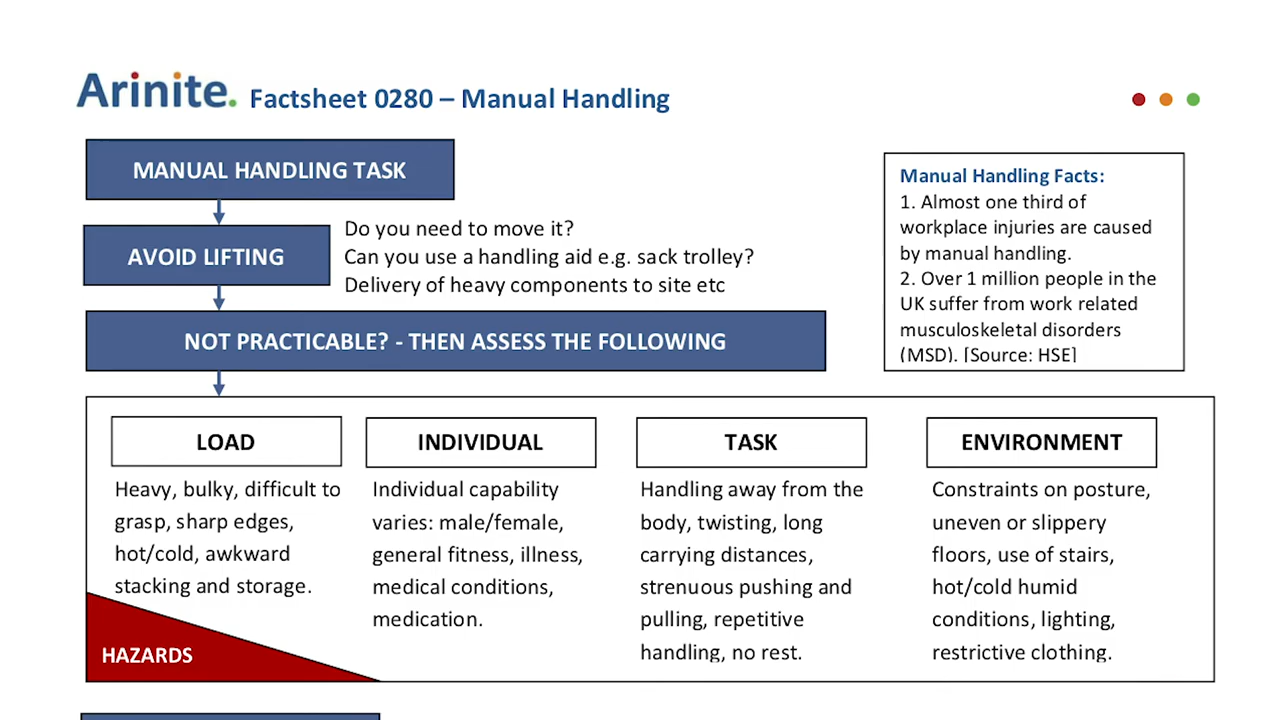 Arinite. Factsheet 0280 – Manual Handling
MANUAL HANDLING TASK
AVOID LIFTING
Do you need to move it?
Can you use a handling aid e.g. sack trolley?
Delivery of heavy components to site etc
NOT PRACTICABLE? - THEN ASSESS THE FOLLOWING
Manual Handling Facts:
1. Almost one third of
workplace injuries are caused
by manual handling.
2. Over 1 million people in the
UK suffer from work related
musculoskeletal disorders
(MSD). [Source: HSE]
LOAD
Heavy, bulky, difficult to
grasp, sharp edges,
hot/cold, awkward
stacking and storage.
INDIVIDUAL
Individual capability
varies: male/female,
general fitness, illness,
medical conditions,
medication.
TASK
Handling away from the
body, twisting, long
carrying distances,
strenuous pushing and
pulling, repetitive
handling, no rest.
ENVIRONMENT
Constraints on posture,
uneven or slippery
floors, use of stairs,
hot/cold humid
conditions, lighting,
restrictive clothing.
HAZARDS